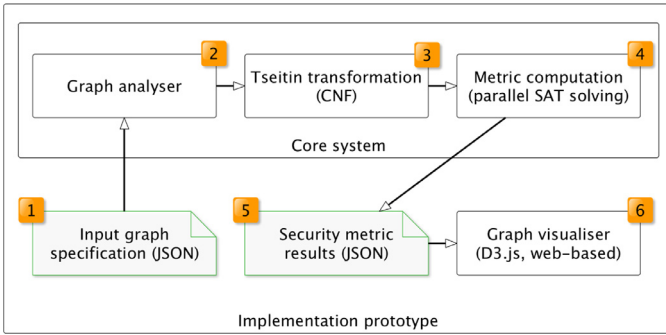 2
3
4
Graph analyser
Tseitin transformation
(CNF)
Metric computation
(parallel SAT solving)
Core system
1
5
6
Input graph
specification (JSON)
Security metric
results (JSON)
Graph visualiser
(D3.js, web-based)
Implementation prototype